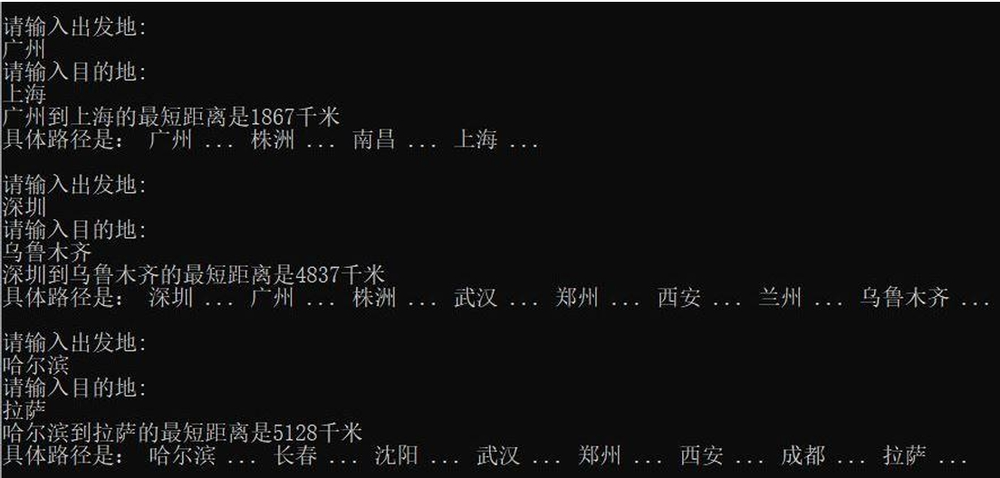 请输入出发地:
广州
请输入目的地:
上海
广州到上海的最短距离是1867千米
具体路径是: 广州 ... 株洲 ... 南昌 ... 上海 ...
请输入出发地:
深圳
请输入目的地:
乌鲁木齐
深圳到乌鲁木齐的最短距离是4837千米
具体路径是: 深圳 ... 广州 ... 株洲 ... 武汉 ... 郑州 ... 西安 ... 兰州 ... 乌鲁木齐 ...
请输入出发地:
哈尔滨
请输入目的地:
拉萨
哈尔滨到拉萨的最短距离是5128千米
具体路径是: 哈尔滨 ... 长春 ... 沈阳 ... 武汉 ... 郑州 ... 西安 ... 成都 ... 拉萨 ...